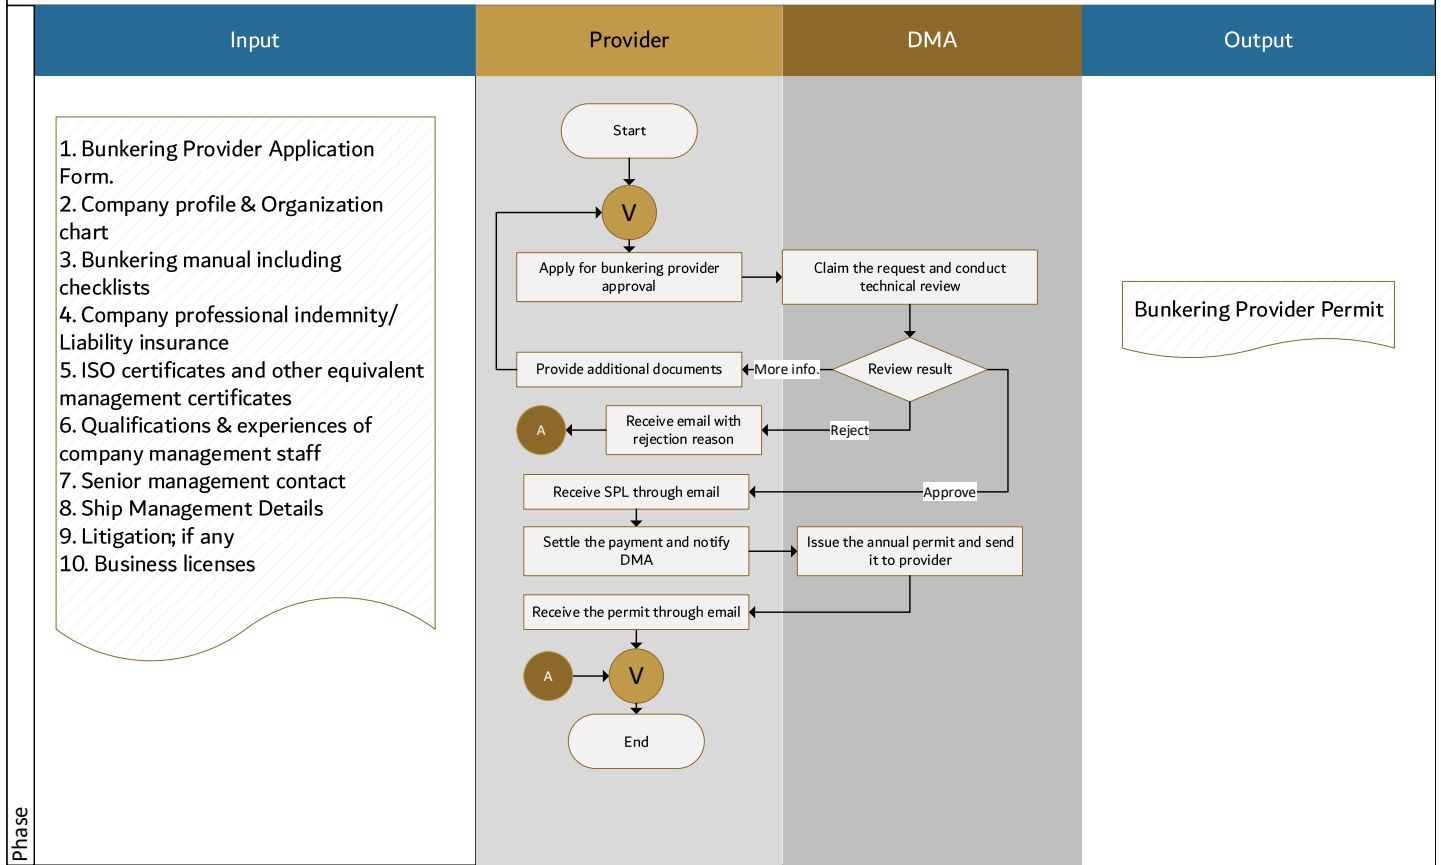 Input
Provider
DMA
Output
1. Bunkering Provider Application
Form.
2. Company profile & Organization
chart
3. Bunkering manual including
checklists
4. Company professional indemnity/
Liability insurance
5. ISO certificates and other equivalent
management certificates
6. Qualifications & experiences of
company management staff
7. Senior management contact
8. Ship Management Details
9. Litigation; if any
10. Business licenses
Start
V
Apply for bunkering provider
approval
Claim the request and conduct
technical review
Provide additional documents
More info.
Review result
A
Receive email with
rejection reason
Reject
Receive SPL through email
Approve
Settle the payment and notify
DMA
Issue the annual permit and send
it to provider
Receive the permit through email
A
V
End
Bunkering Provider Permit
Phase